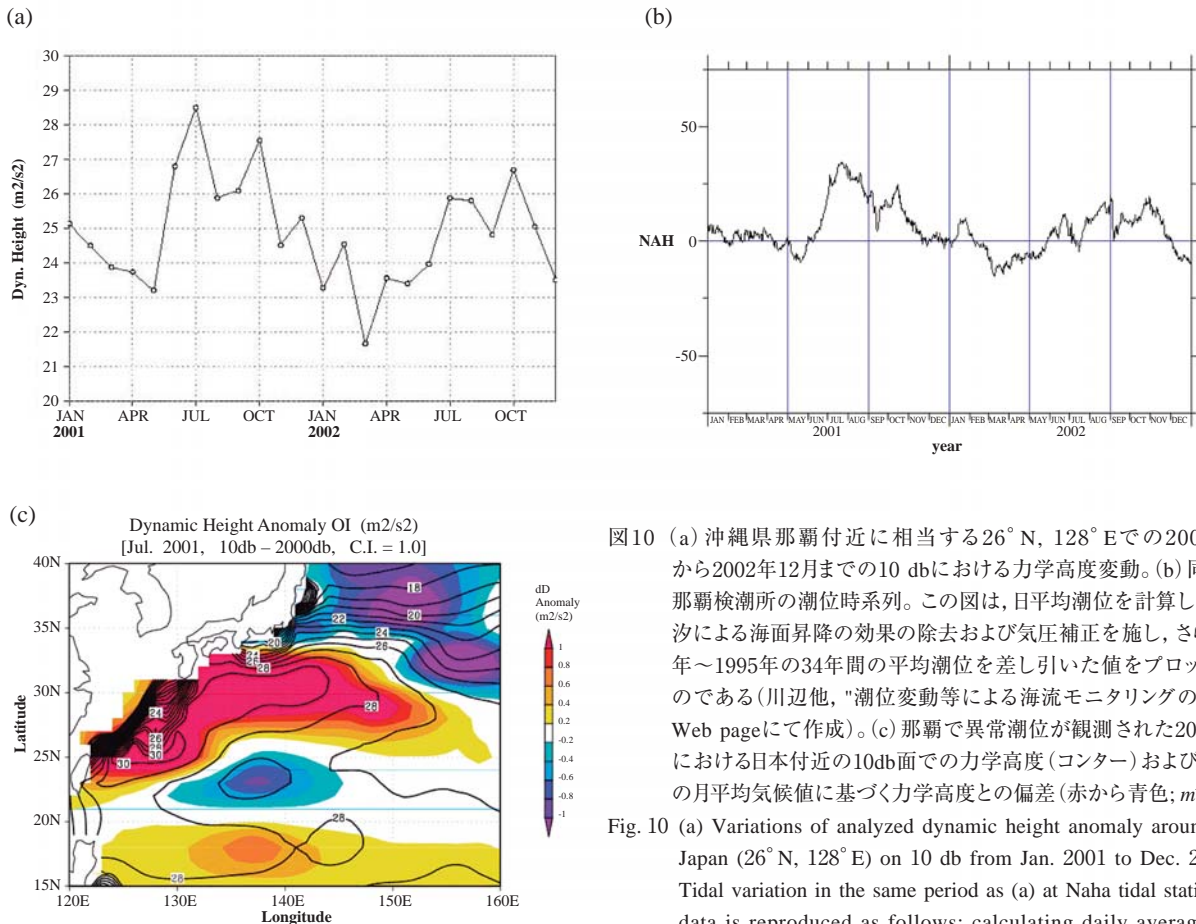 (a)
(b)
30
29
28
27
26
25
24
23
22
21
20
Dyn. Height (m2/s2)
JAN APR JUL OCT JAN APR JUL OCT
2001 2002
50
NAH 0
-50
JAN FEB MAR APR MAY JUN JUL AUG SEP OCT NOV DEC JAN FEB MAR APR MAY JUN JUL AUG SEP OCT NOV DEC
2001 2002
year
(c)
Dynamic Height Anomaly OI (m2/s2)
[Jul. 2001, 10db – 2000db, C.I. = 1.0]
40N
35N
30N
25N
20N
15N
Latitude
120E 130E 140E 150E 160E
Longitude
18
20
22
24
26
20
28
28
24
26
30
30
28
28
dD
Anomaly
(m2/s2)
1
0.8
0.6
0.4
0.2
-0.2
-0.4
-0.6
-0.8
-1
図10 (a)沖縄県那覇付近に相当する26°N, 128°Eでの200
から2002年12月までの10 dbにおける力学高度変動。(b)同
那覇検潮所の潮位時系列。この図は,日平均潮位を計算し
汐による海面昇降の効果の除去および気圧補正を施し,さ
年～1995年の34年間の平均潮位を差し引いた値をプロッ
のである(川辺他, "潮位変動等による海流モニタリングの
Web pageにて作成)。(c)那覇で異常潮位が観測された20
における日本付近の10db面での力学高度(コンター)および
の月平均気候値に基づく力学高度との偏差(赤から青色; m
Fig. 10 (a) Variations of analyzed dynamic height anomaly aroun
Japan (26°N, 128°E) on 10 db from Jan. 2001 to Dec. 2
Tidal variation in the same period as (a) at Naha tidal stati
data is reproduced as follows: calculating daily averag